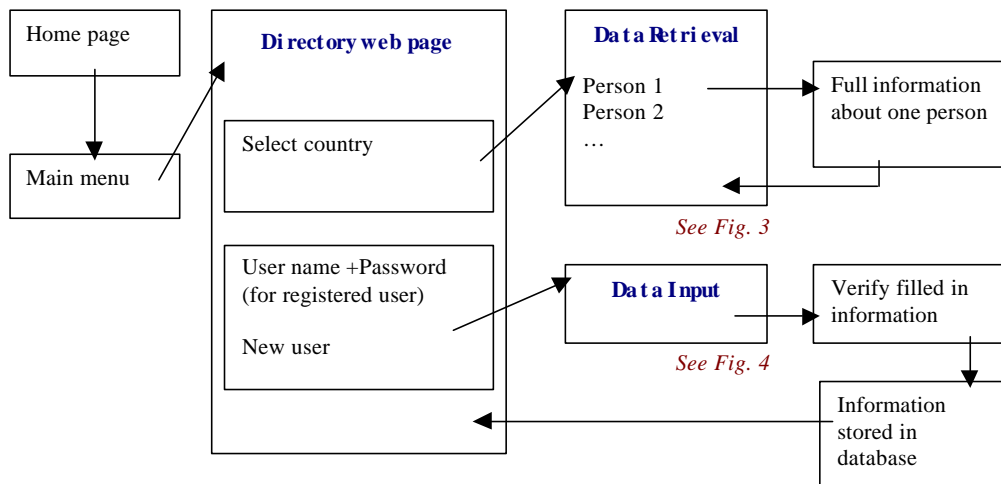 Home page
Main menu
Directory web page
Select country
User name +Password
(for registered user)
New user
Data Retrieval
Person 1
Person 2
…
See Fig. 3
Full information
about one person
Data Input
See Fig. 4
Verify filled in
information
Information
stored in
database